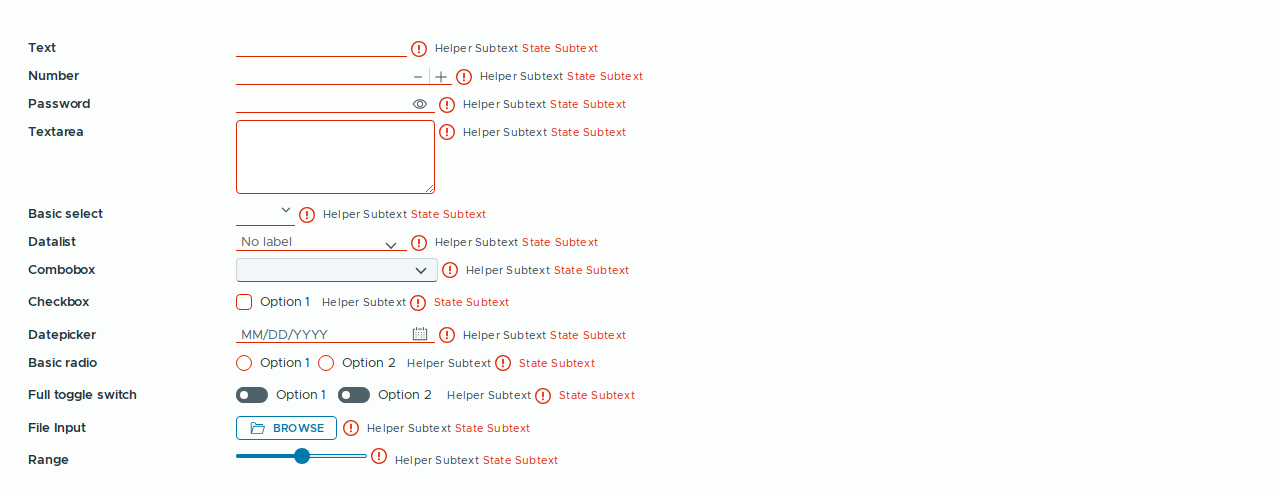 Text Helper Subtext State Subtext
Number Helper Subtext State Subtext
Password Helper Subtext State Subtext
Textarea Helper Subtext State Subtext
Basic select Helper Subtext State Subtext
Datalist No label Helper Subtext State Subtext
Combobox Helper Subtext State Subtext
Checkbox Option 1 Helper Subtext State Subtext
Datepicker MM/DD/YYYY Helper Subtext State Subtext
Basic radio Option 1 Option 2 Helper Subtext State Subtext
Full toggle switch Option 1 Option 2 Helper Subtext State Subtext
File Input BROWSE Helper Subtext State Subtext
Range Helper Subtext State Subtext